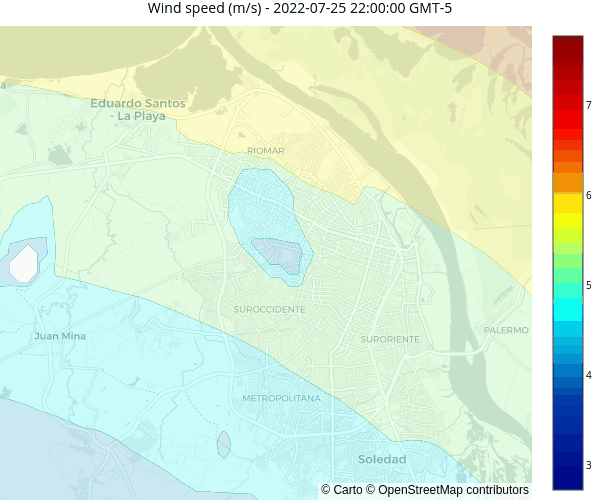 Wind speed (m/s) - 2022-07-25 22:00:00 GMT-5
a
Eduardo Santos
- La Playa
RIOMAR
7
6
5
4
3
SUROCCIDENTE
Juan Mina
SURORIENTE
PALERMO
METROPOLITANA
Soledad
© Carto © OpenStreetMap contributors